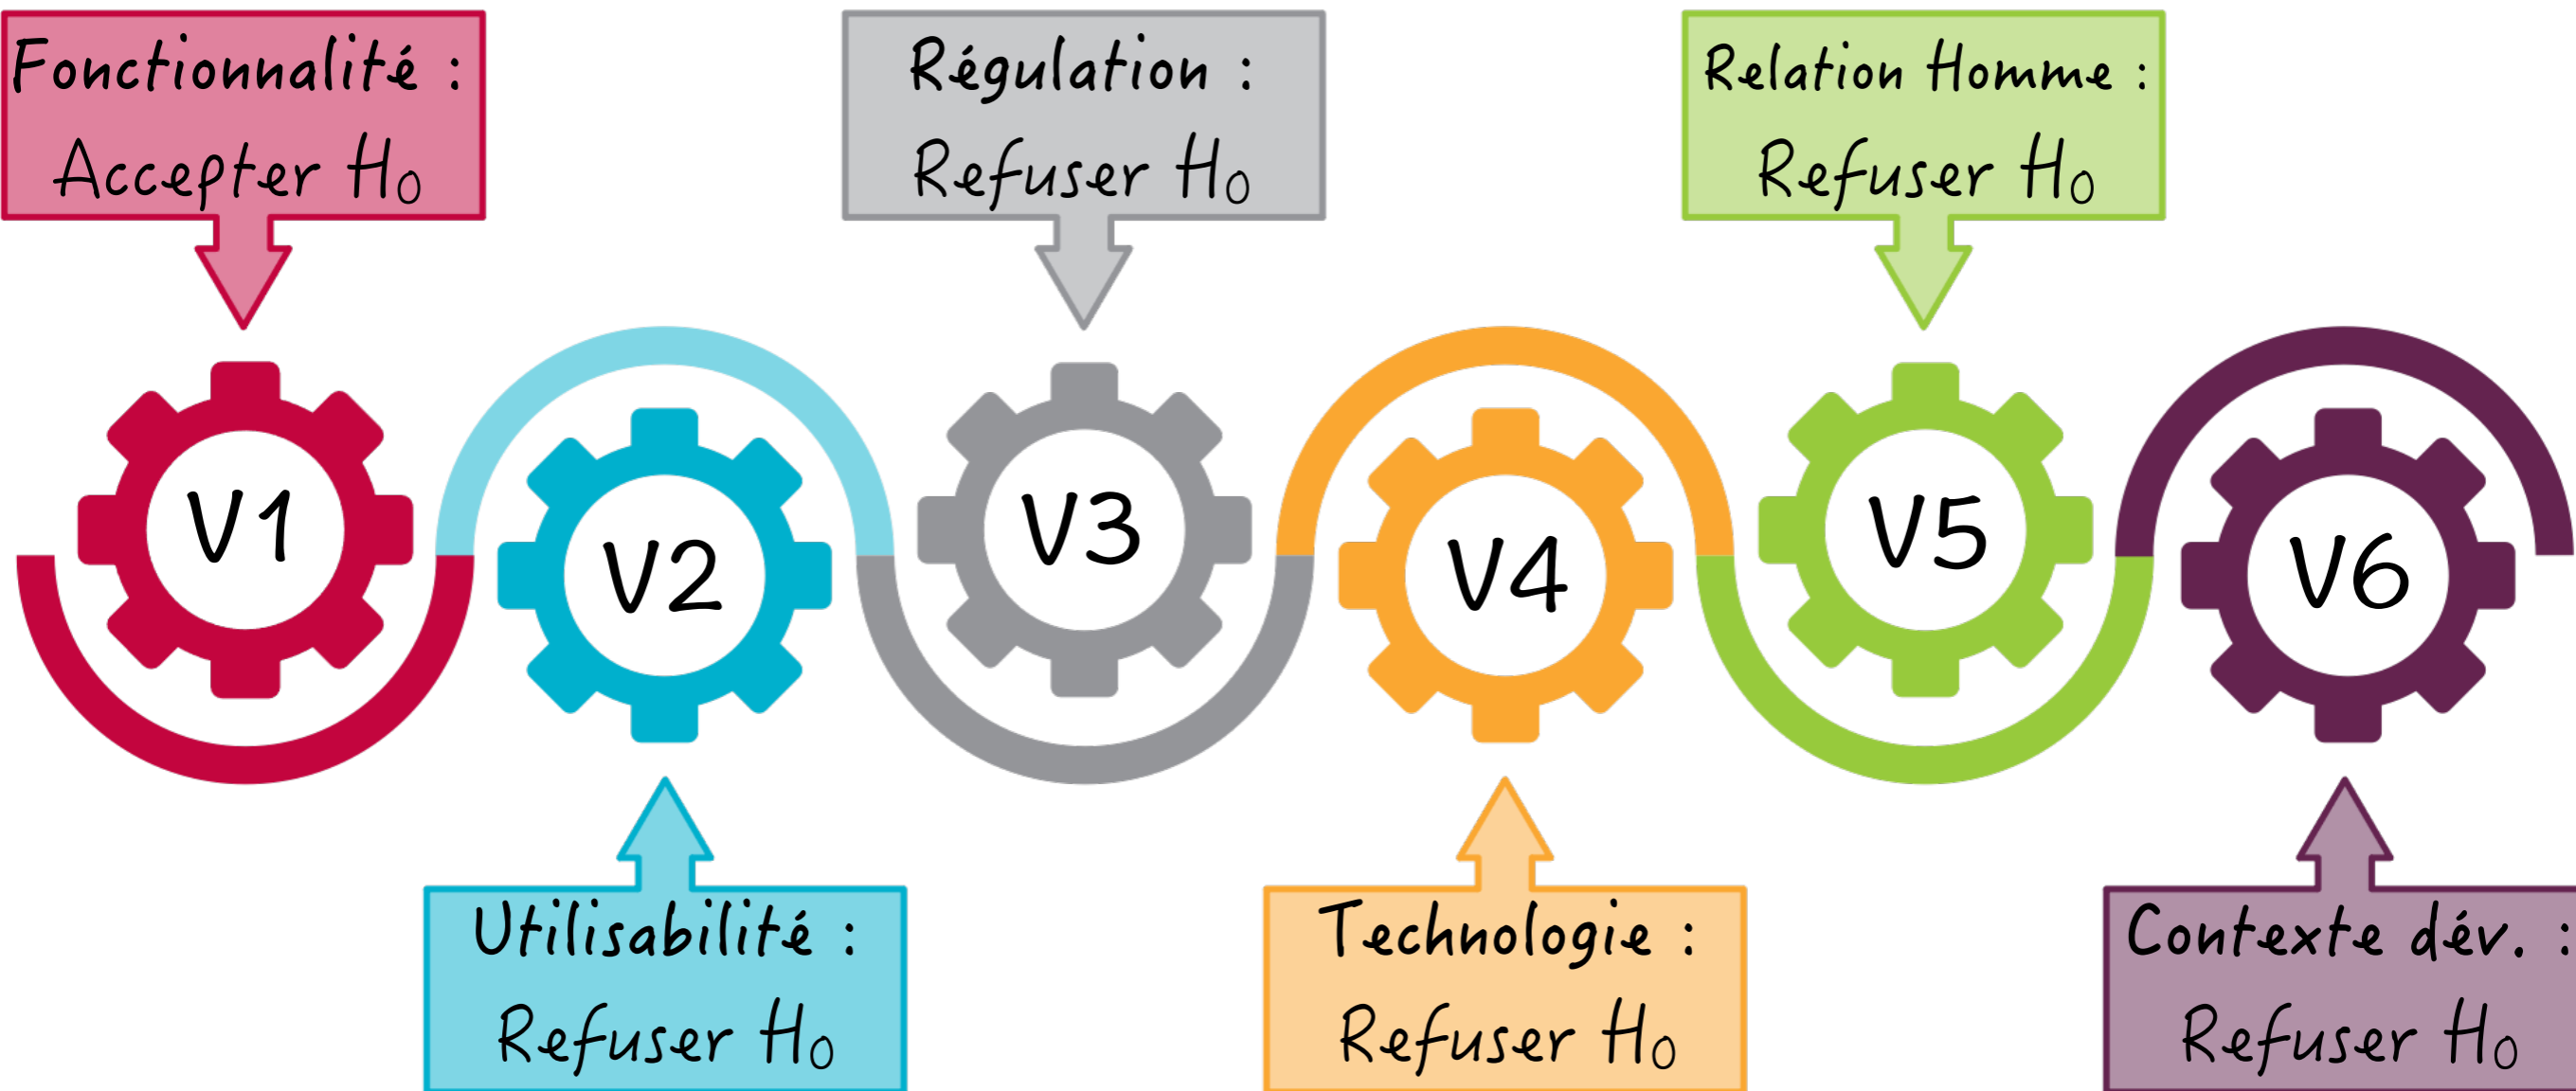 Fonctionnalité :
Accepter H₀
Régulation :
Refuser H₀
Relation Homme :
Refuser H₀
V1
V2
V3
V4
V5
V6
Utilisabilité :
Refuser H₀
Technologie :
Refuser H₀
Contexte dév. :
Refuser H₀